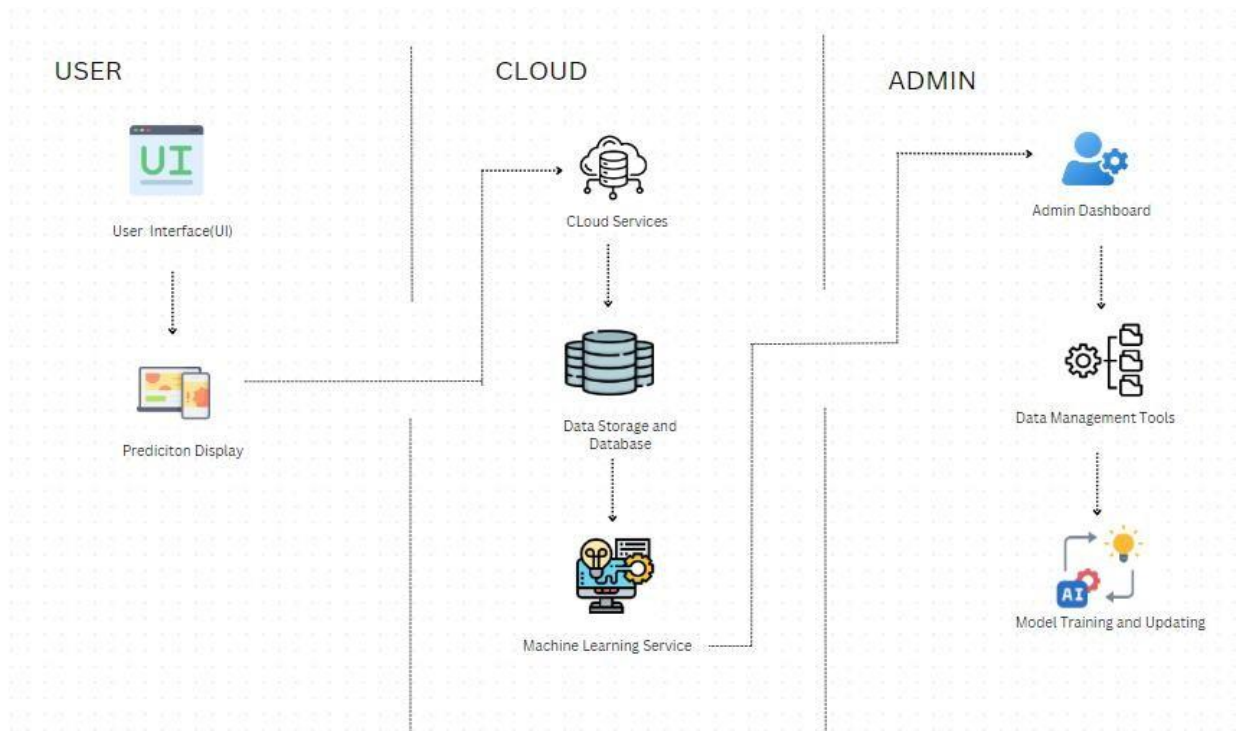 USER
UI
User Interface(UI)
Prediciton Display
CLOUD
CLoud Services
Data Storage and
Database
Machine Learning Service
ADMIN
Admin Dashboard
Data Management Tools
AI
Model Training and Updating